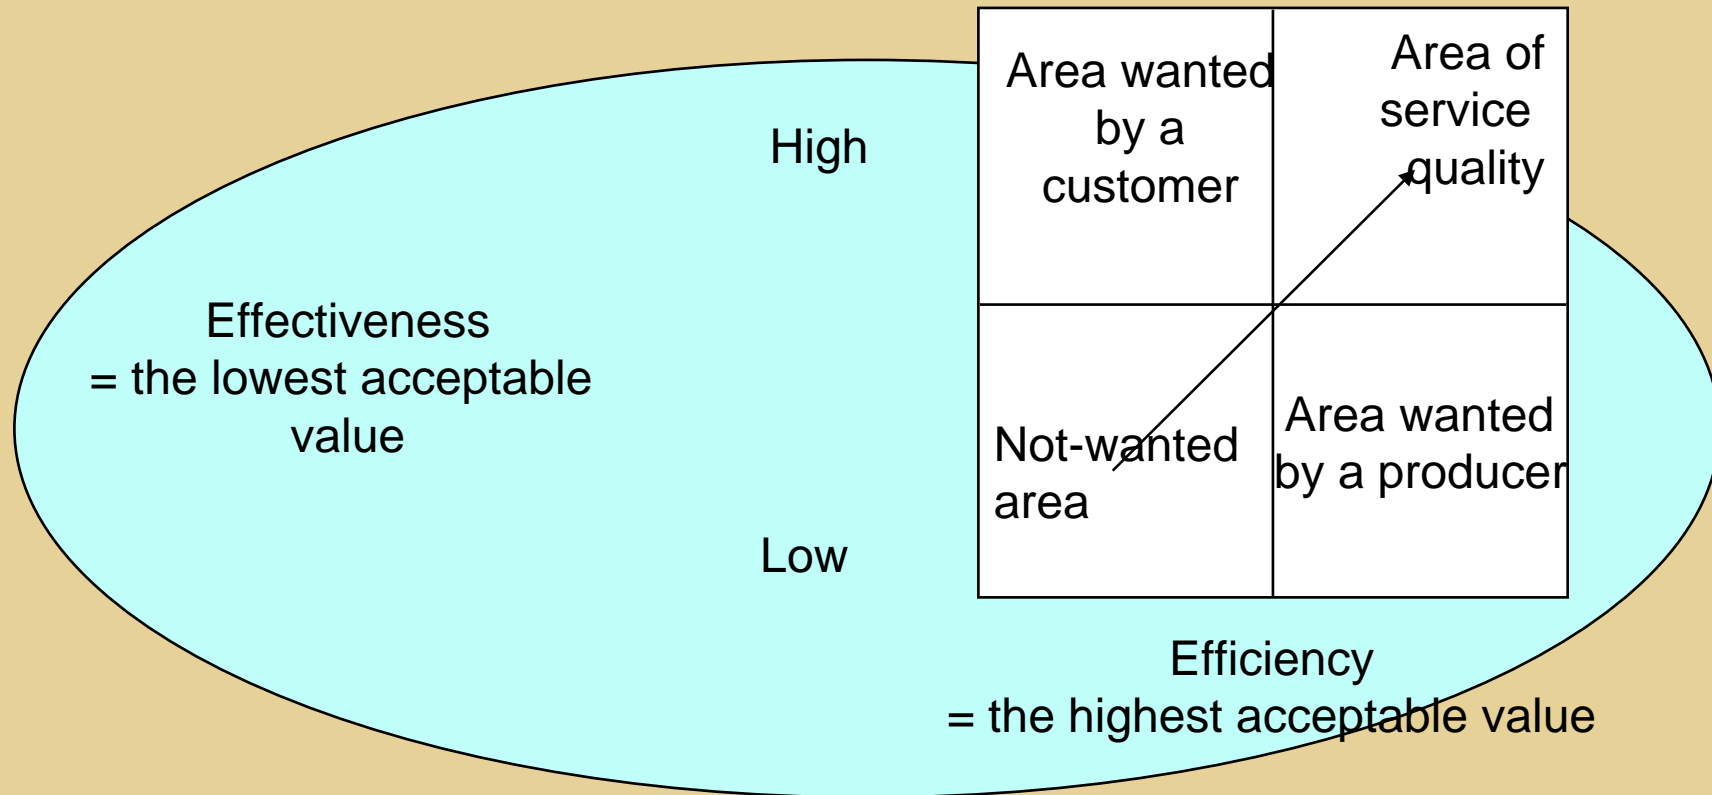 Area wanted
by a
customer
Area of
service
quality
High
Effectiveness
= the lowest acceptable
value
Not-wanted
area
Area wanted
by a producer
Low
Efficiency
= the highest acceptable value